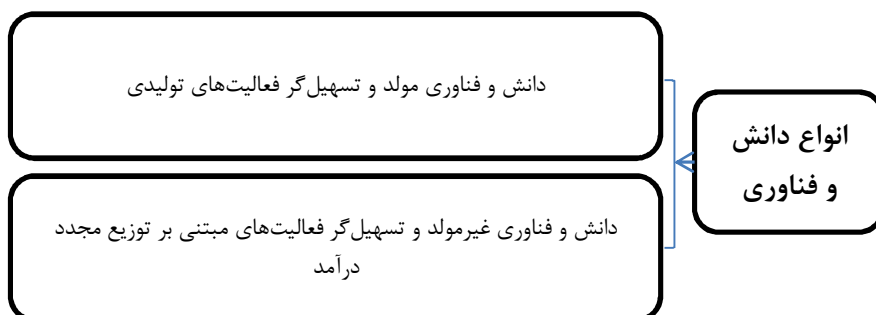 انواع دانش
و فناوری
دانش و فناوری مولد و تسهیل‌گر فعالیت‌های تولیدی
دانش و فناوری غیرمولد و تسهیل‌گر فعالیت‌های مبتنی بر توزیع مجدد
درآمد